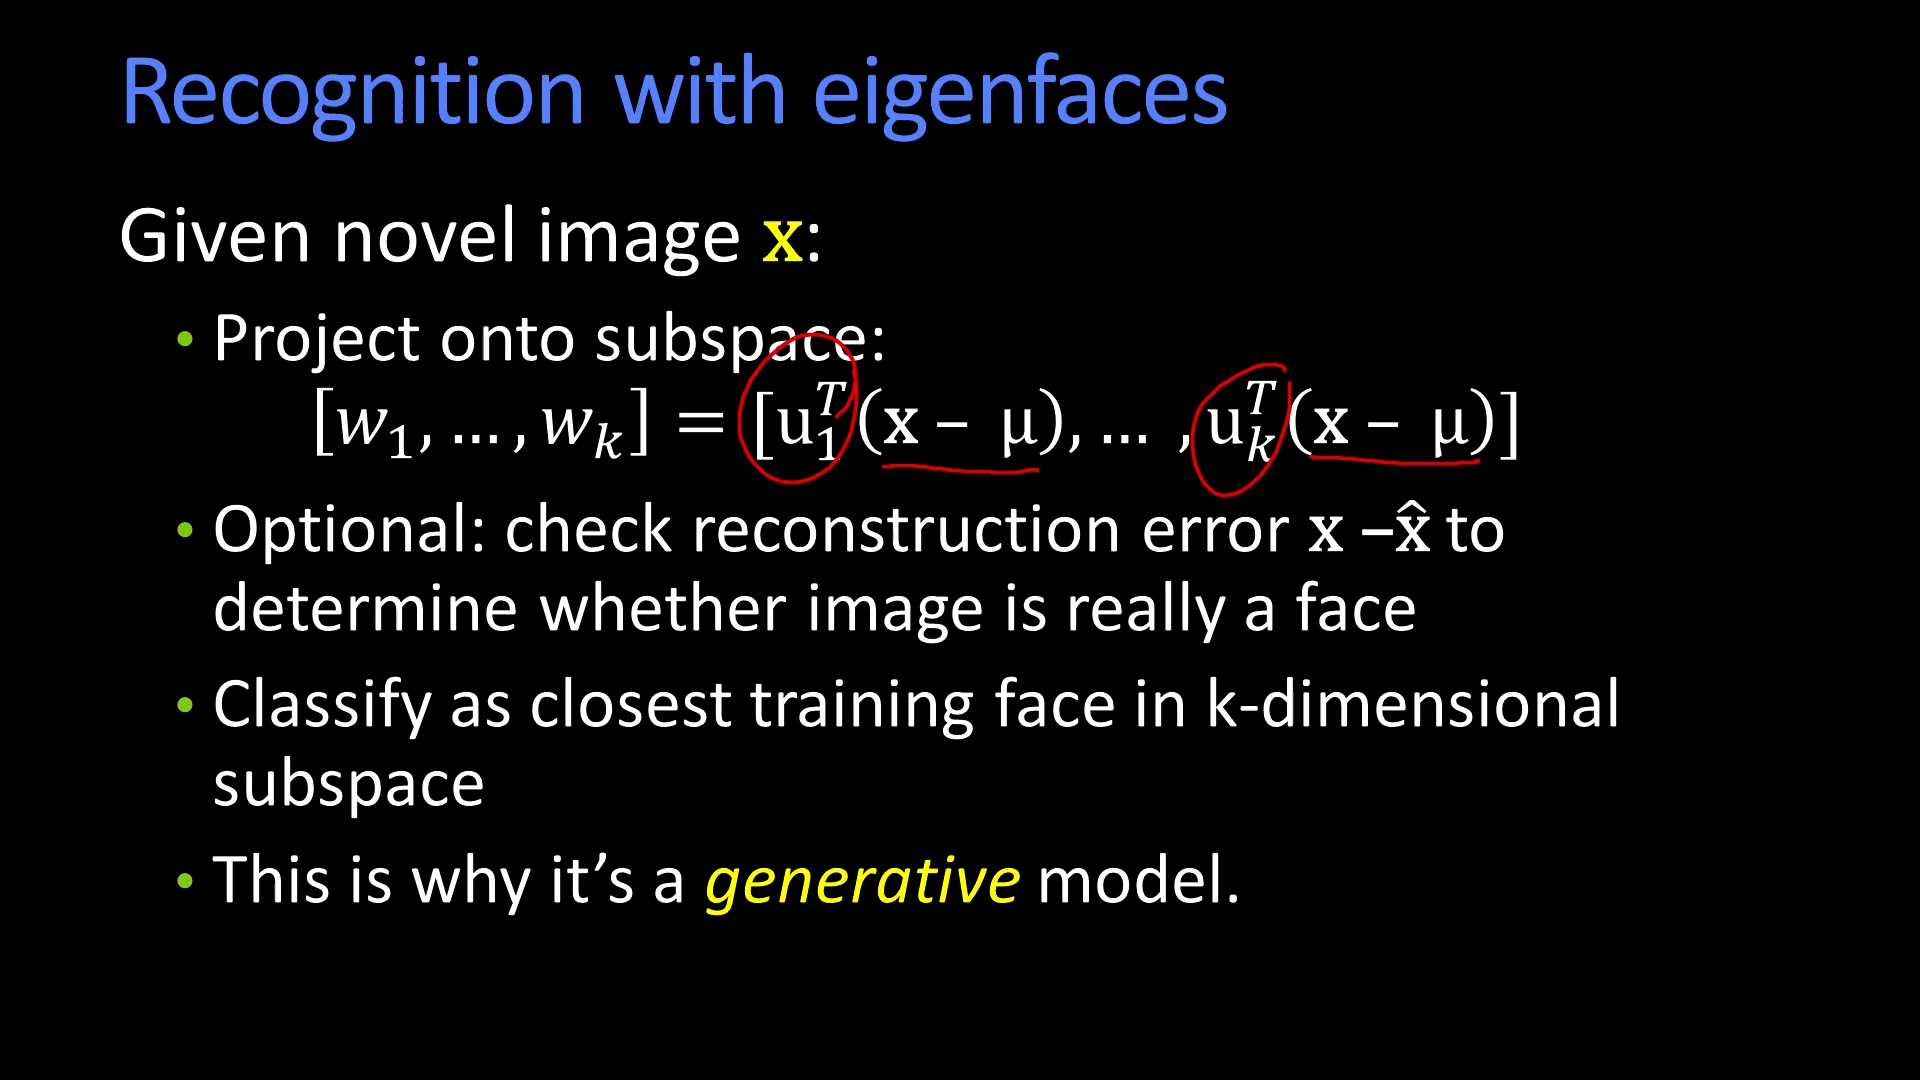 Recognition with eigenfaces
Given novel image x:
• Project onto subspace:
[w₁, … , wₖ] = [u₁ᵀ(x – μ), … , uₖᵀ(x – μ)]
• Optional: check reconstruction error x –x̂ to
determine whether image is really a face
• Classify as closest training face in k-dimensional
subspace
• This is why it’s a generative model.